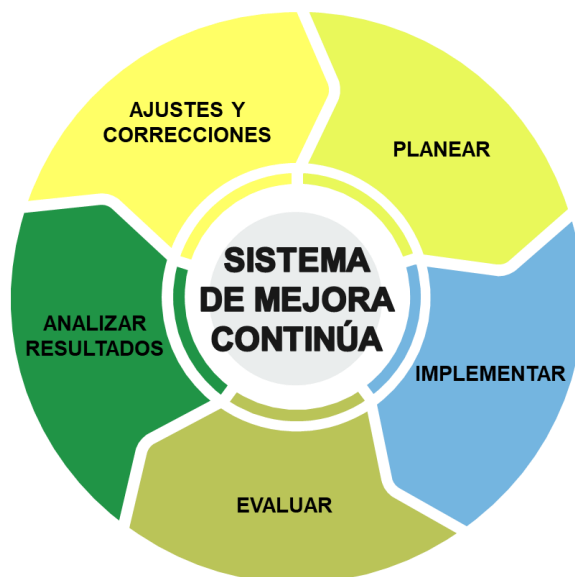 SISTEMA
DE MEJORA
CONTINÚA
PLANEAR
IMPLEMENTAR
EVALUAR
ANALIZAR
RESULTADOS
AJUSTES Y
CORRECCIONES